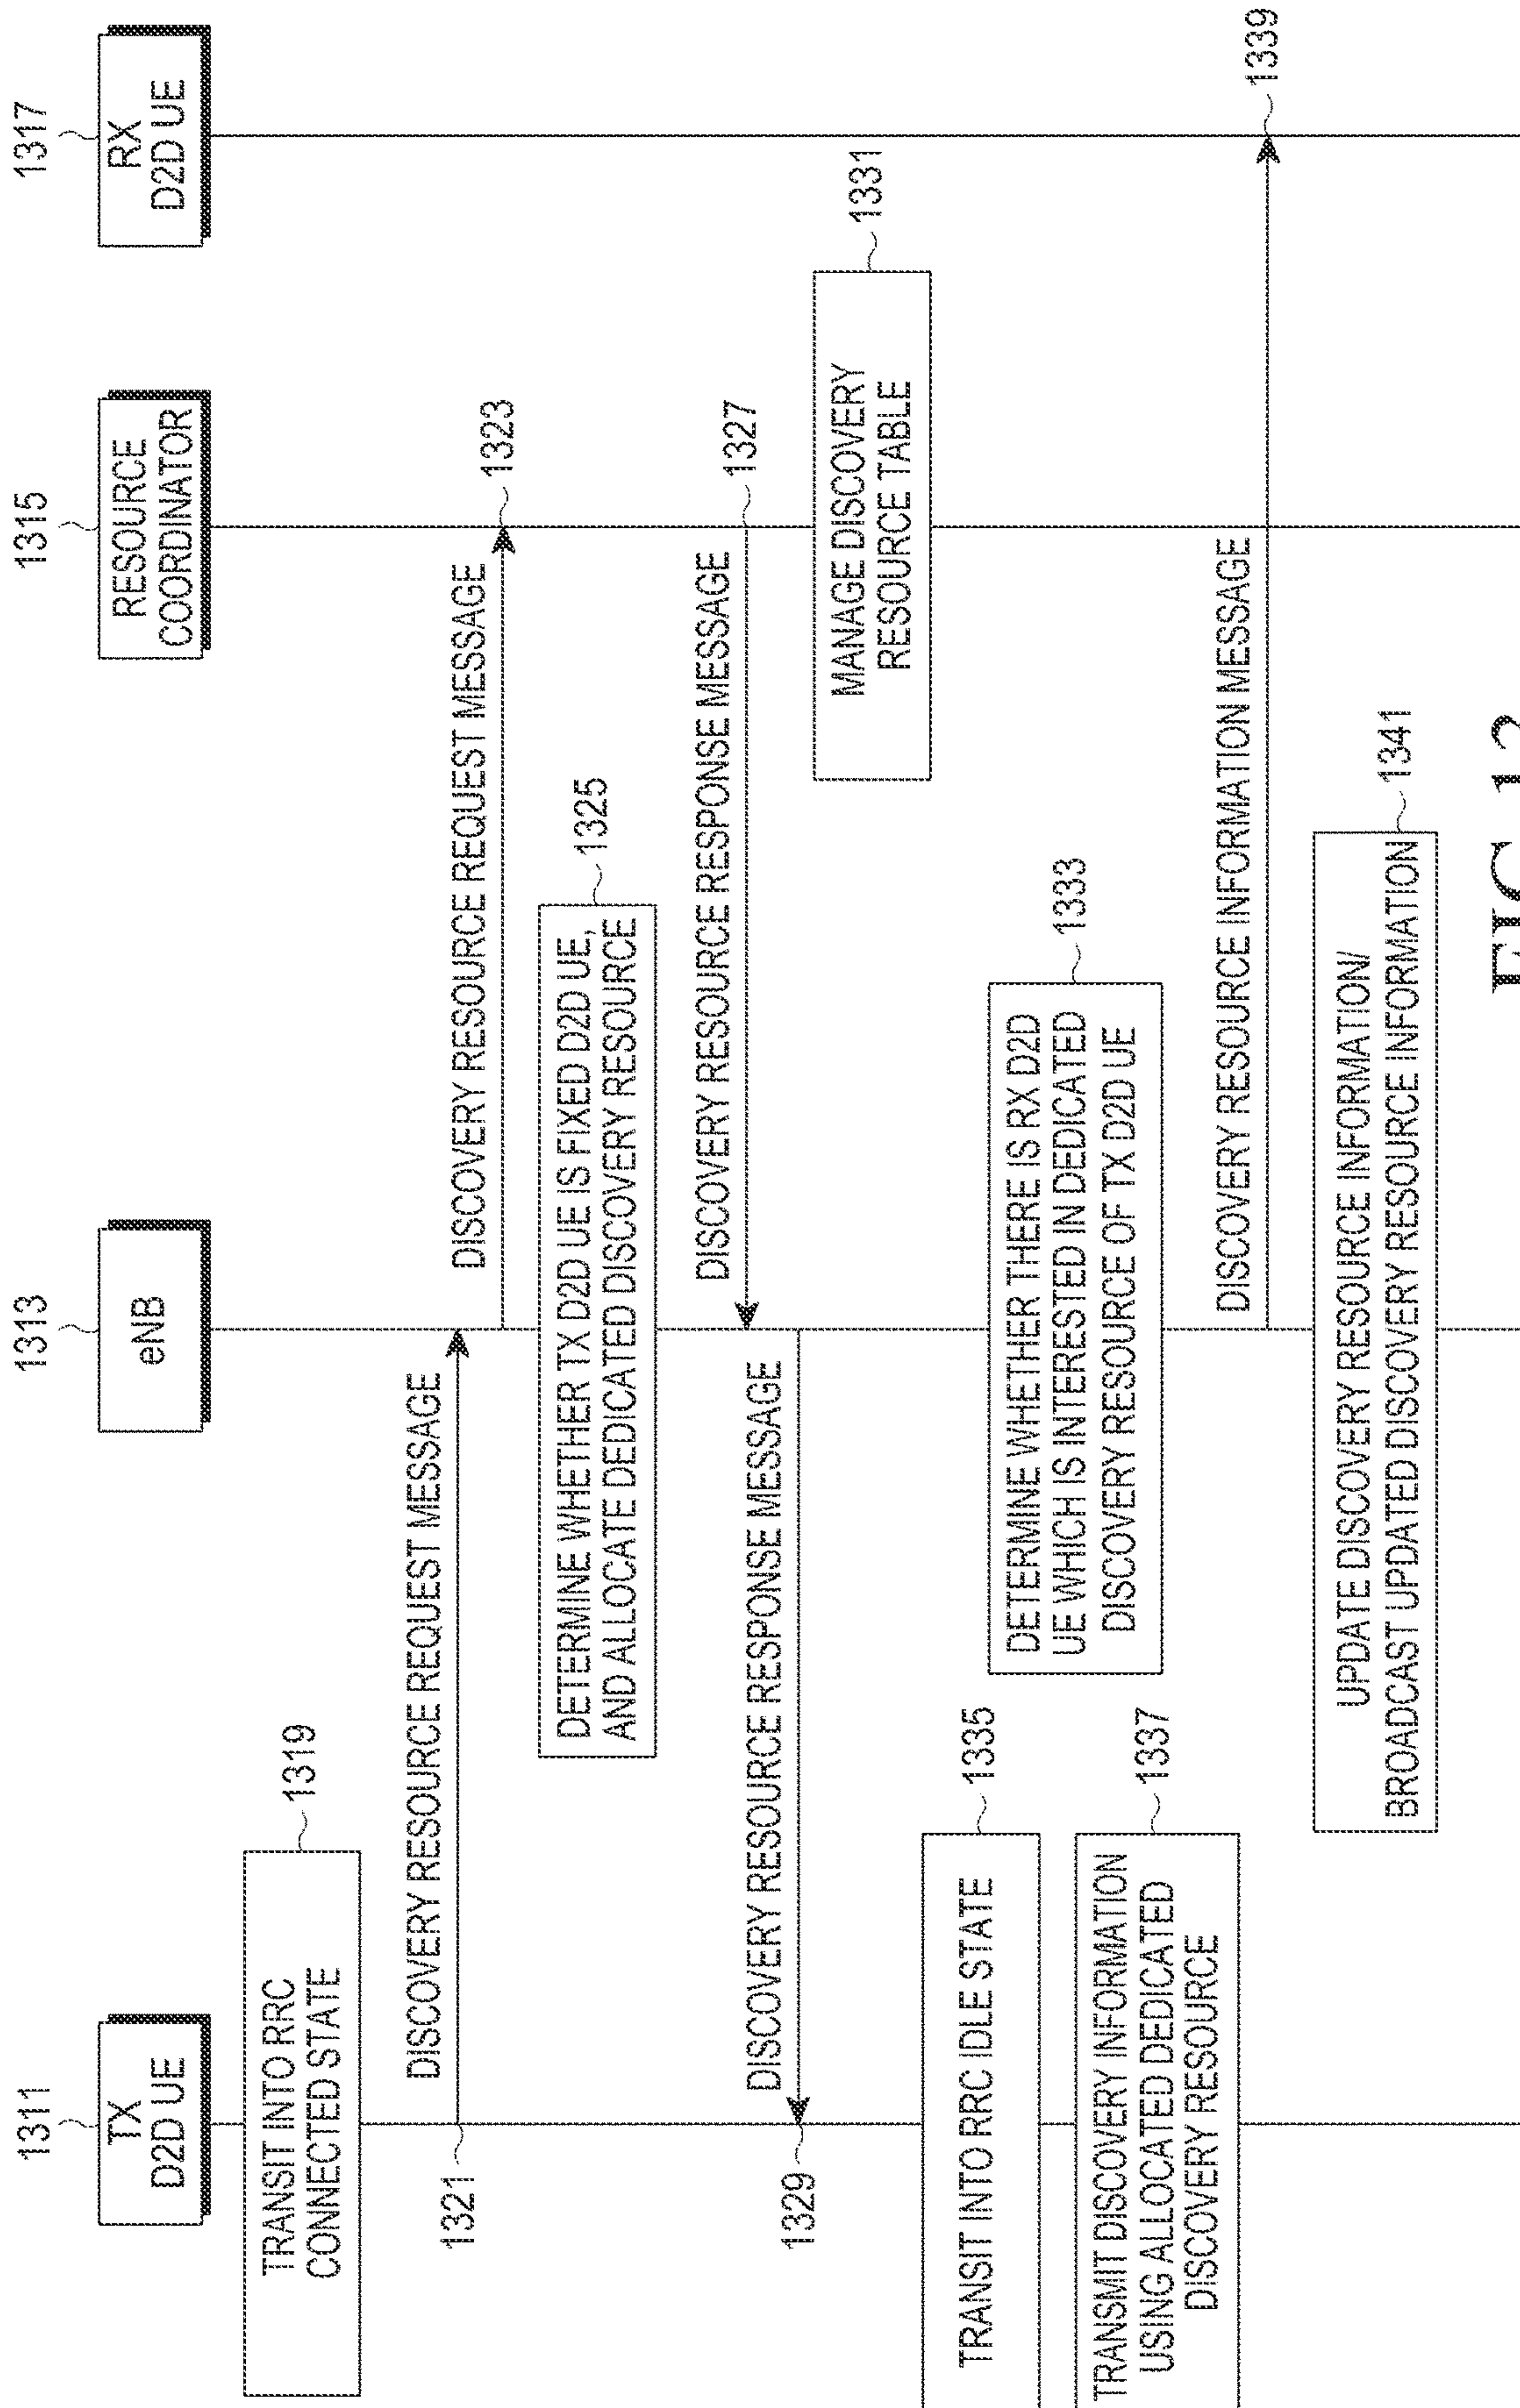 1311
TX
D2D UE
1313
eNB
1315
RESOURCE
COORDINATOR
1317
RX
D2D UE
TRANSIT INTO RRC
CONNECTED STATE
1319
DISCOVERY RESOURCE REQUEST MESSAGE
1321
DISCOVERY RESOURCE REQUEST MESSAGE
1323
DETERMINE WHETHER TX D2D UE IS FIXED D2D UE,
AND ALLOCATE DEDICATED DISCOVERY RESOURCE
1325
DISCOVERY RESOURCE RESPONSE MESSAGE
1327
DISCOVERY RESOURCE RESPONSE MESSAGE
1329
MANAGE DISCOVERY
RESOURCE TABLE
1331
TRANSIT INTO RRC IDLE STATE
1335
DETERMINE WHETHER THERE IS RX D2D
UE WHICH IS INTERESTED IN DEDICATED
DISCOVERY RESOURCE OF TX D2D UE
1333
TRANSMIT DISCOVERY INFORMATION
USING ALLOCATED DEDICATED
DISCOVERY RESOURCE
1337
DISCOVERY RESOURCE INFORMATION MESSAGE
1339
UPDATE DISCOVERY RESOURCE INFORMATION/
BROADCAST UPDATED DISCOVERY RESOURCE INFORMATION
1341